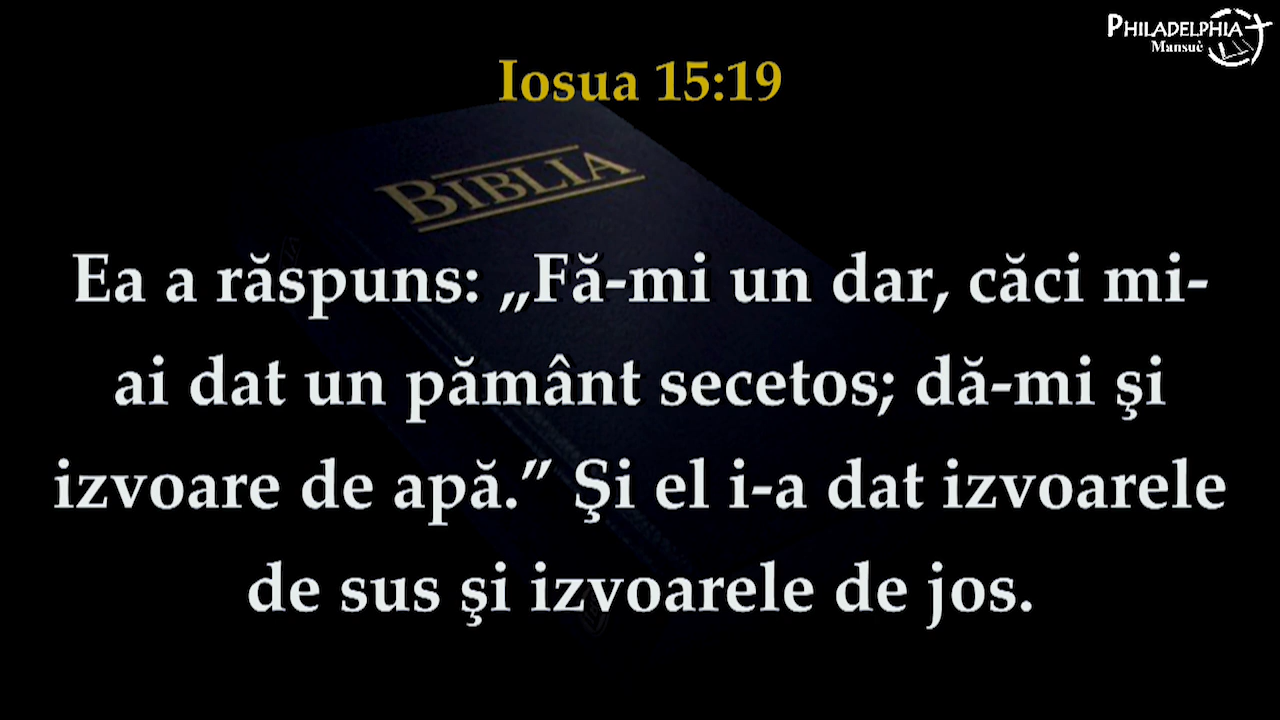 PHILADELPHIA
Mansuè
Iosua 15:19
BIBLIA
Ea a răspuns: „Fă-mi un dar, căci mi-
ai dat un pământ secetos; dă-mi şi
izvoare de apă.” Şi el i-a dat izvoarele
de sus şi izvoarele de jos.